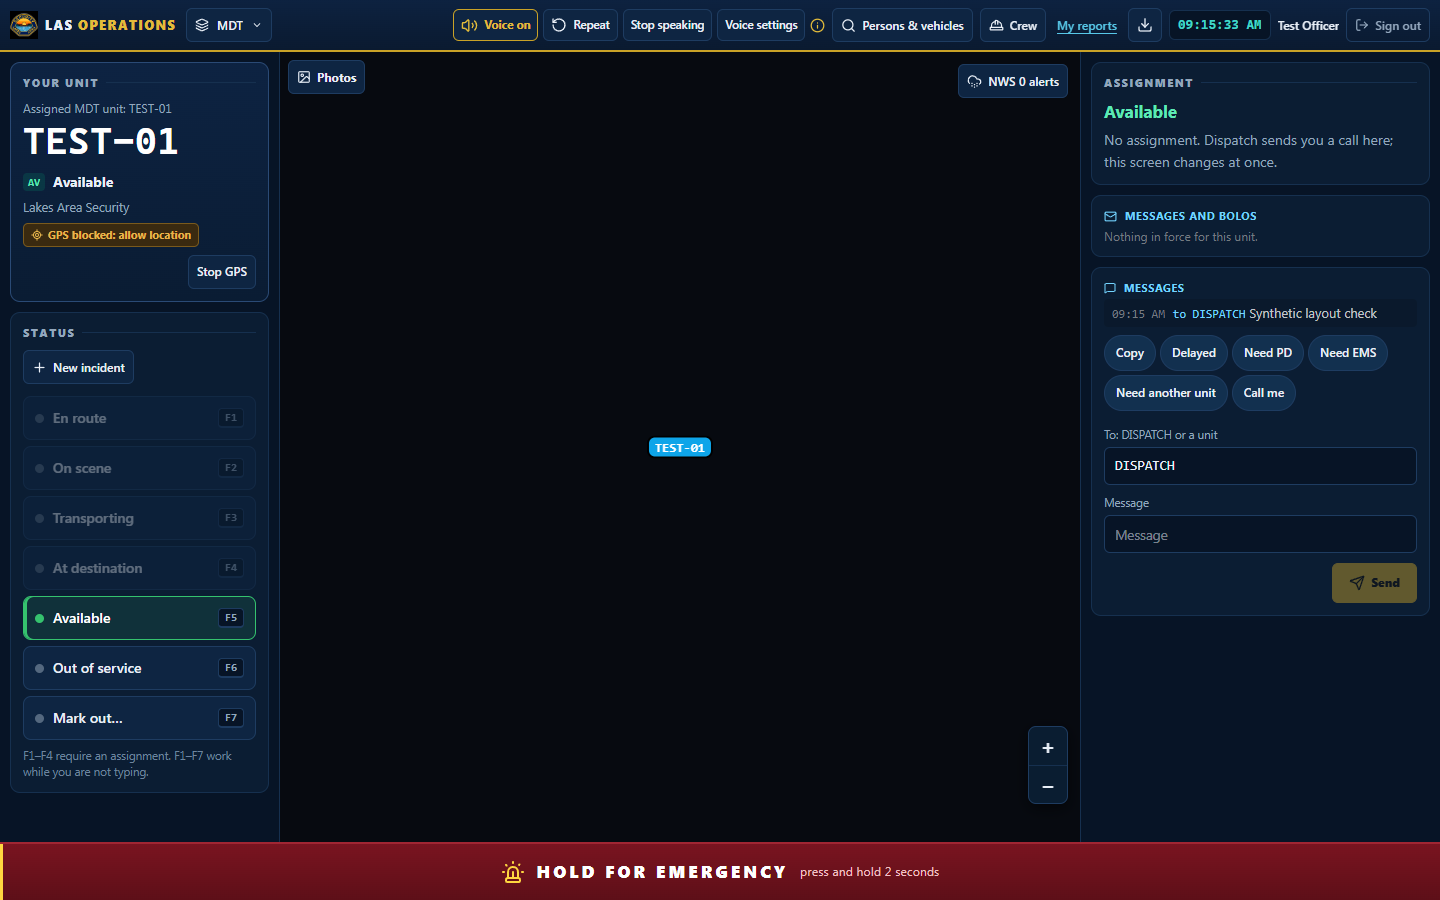 LAS OPERATIONS
MDT
Voice on
Repeat
Stop speaking
Voice settings
Persons & vehicles
Crew
My reports
09:15:33 AM
Test Officer
Sign out
YOUR UNIT
Assigned MDT unit: TEST-01
TEST-01
AV Available
Lakes Area Security
GPS blocked: allow location
Stop GPS
STATUS
New incident
En route F1
On scene F2
Transporting F3
At destination F4
Available F5
Out of service F6
Mark out... F7
F1–F4 require an assignment. F1–F7 work
while you are not typing.
Photos
NWS 0 alerts
TEST-01
+
−
ASSIGNMENT
Available
No assignment. Dispatch sends you a call here;
this screen changes at once.
MESSAGES AND BOLOS
Nothing in force for this unit.
MESSAGES
09:15 AM to DISPATCH Synthetic layout check
Copy
Delayed
Need PD
Need EMS
Need another unit
Call me
To: DISPATCH or a unit
DISPATCH
Message
Message
Send
HOLD FOR EMERGENCY press and hold 2 seconds